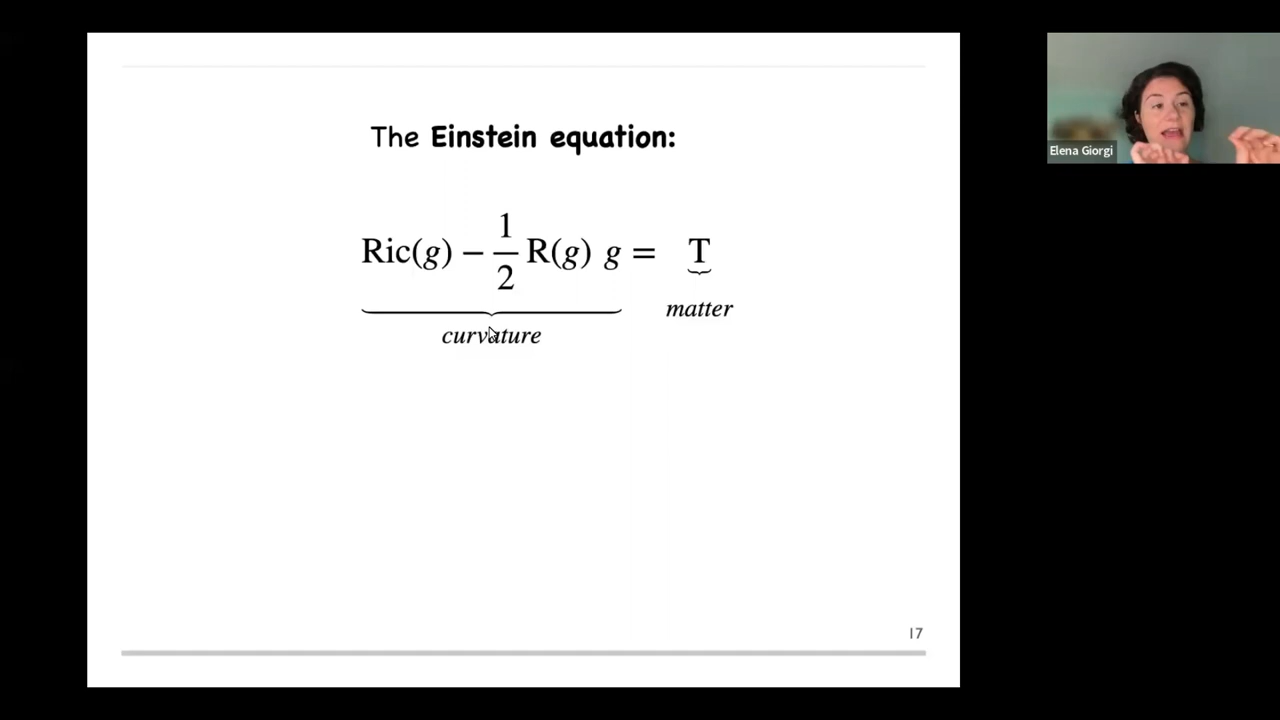 The Einstein equation:
Ric(g) − 1/2 R(g) g = T
curvature
matter
17
Elena Giorgi